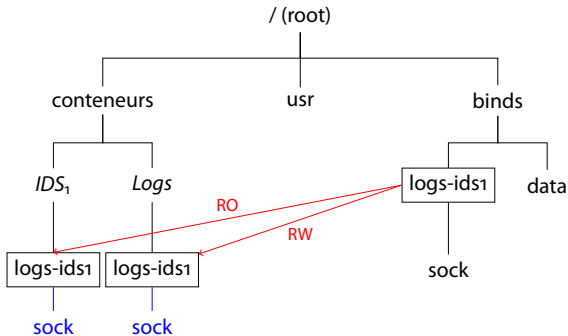 / (root)
conteneurs
usr
binds
IDS₁
Logs
logs-ids1
data
RO
RW
logs-ids1
logs-ids1
sock
sock
sock